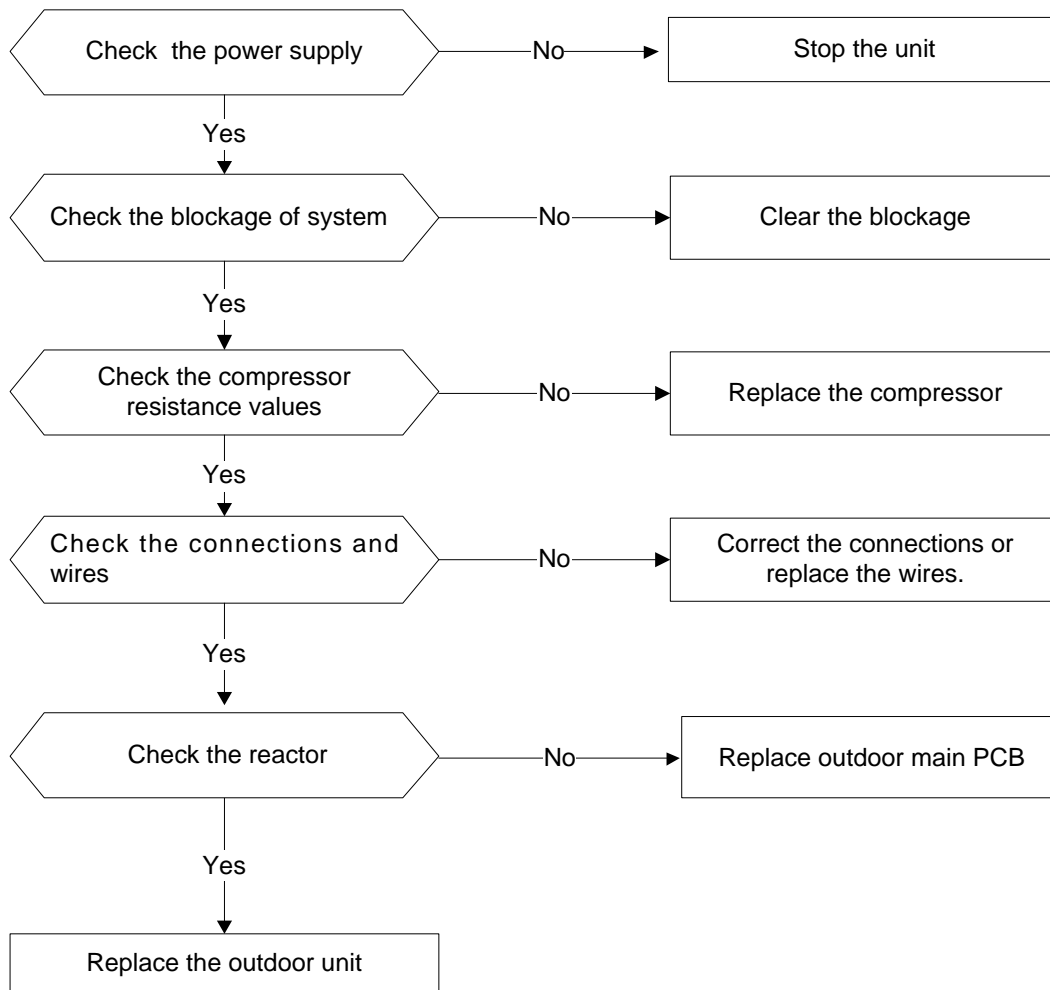 Check the power supply
No
Stop the unit
Yes
Check the blockage of system
No
Clear the blockage
Yes
Check the compressor
resistance values
No
Replace the compressor
Yes
Check the connections and
wires
No
Correct the connections or
replace the wires.
Yes
Check the reactor
No
Replace outdoor main PCB
Yes
Replace the outdoor unit